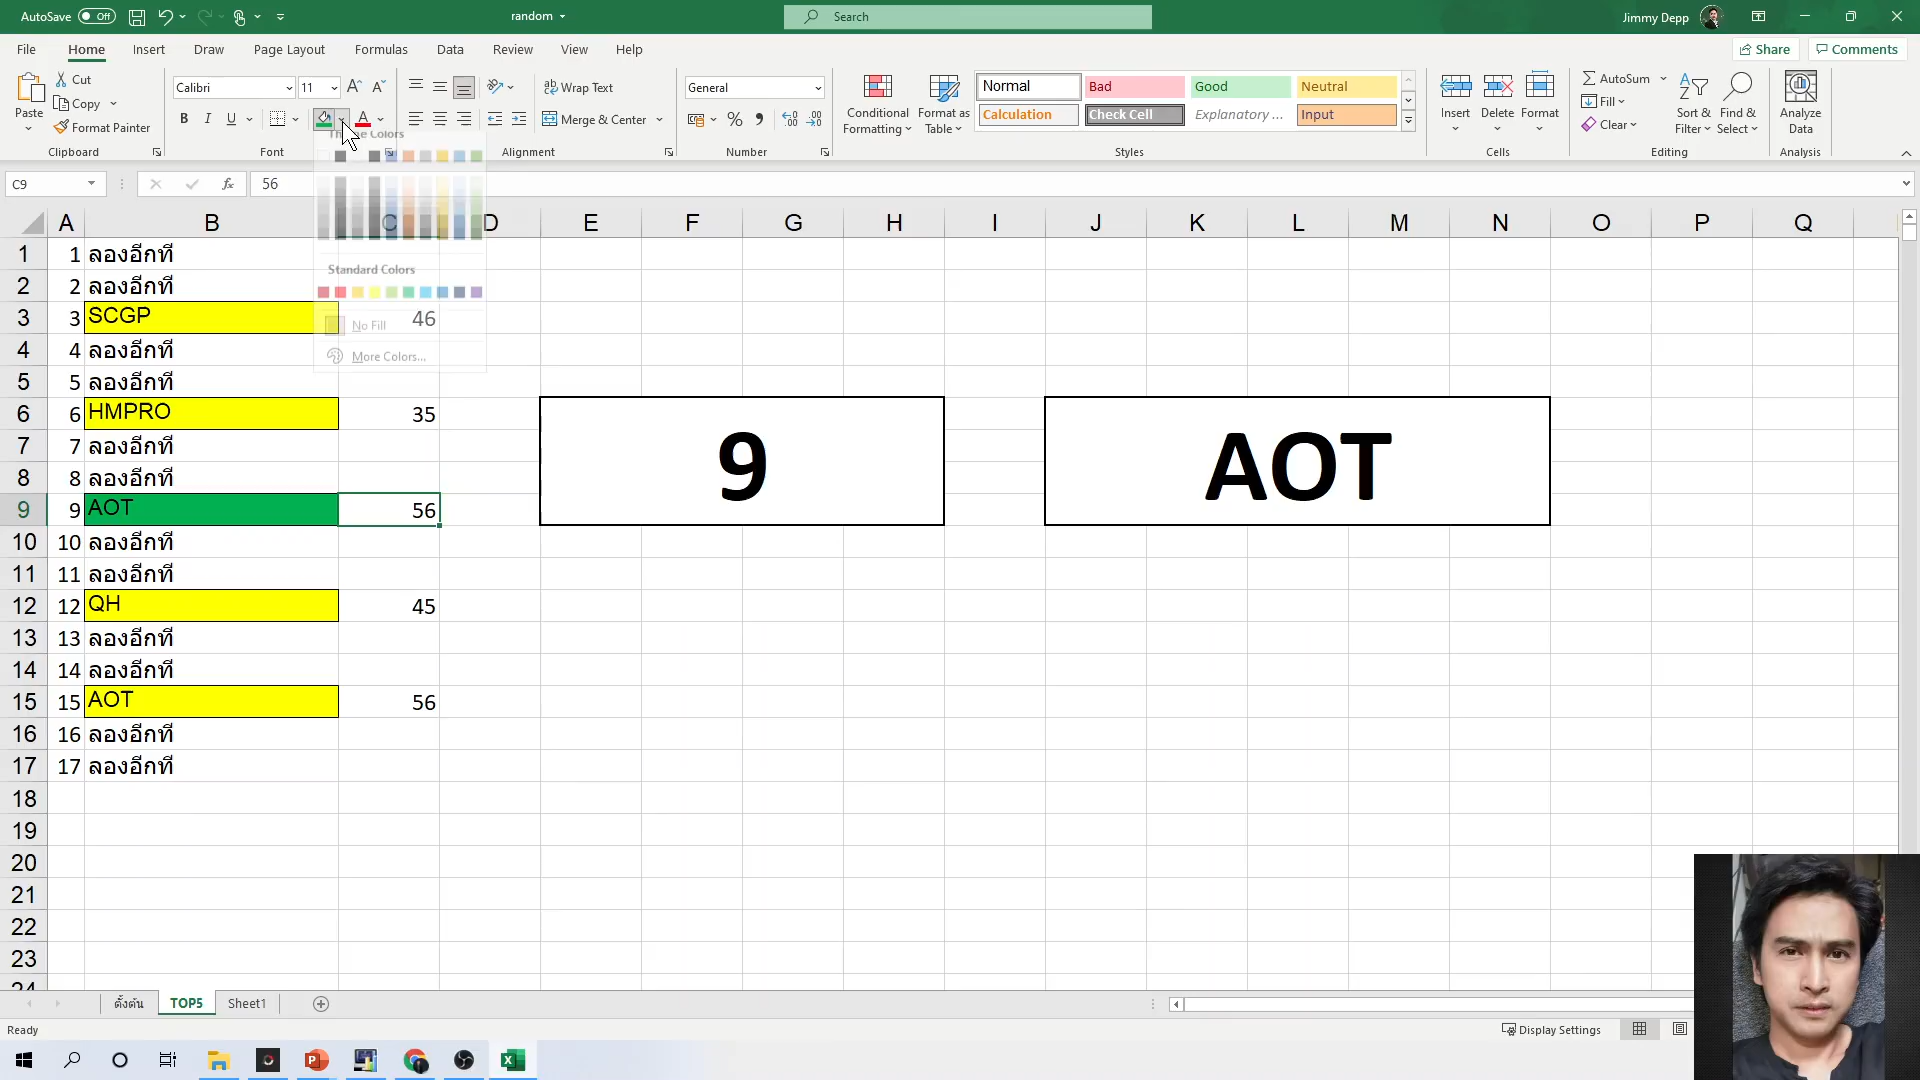 AutoSave Off random Search Jimmy Depp
File Home Insert Draw Page Layout Formulas Data Review View Help Share Comments
Paste Cut Copy Format Painter Clipboard
Calibri 11 B I U A Font
Wrap Text Merge & Center Alignment
General % Number
Conditional Formatting Format as Table
Normal Bad Good Neutral
Calculation Check Cell Explanatory ... Input
Styles
Insert Delete Format Cells
AutoSum Fill Clear Sort & Filter Find & Select Editing
Analyze Data Analysis
C9 fx 56
Colors
Standard Colors
No Fill
More Colors...
A B C D E F G H I J K L M N O P Q
1 1 ลองอีกที
2 2 ลองอีกที
3 3 SCGP 46
4 4 ลองอีกที
5 5 ลองอีกที
6 6 HMPRO 35
7 7 ลองอีกที
8 8 ลองอีกที
9 9 AOT 56
9 AOT
10 10 ลองอีกที
11 11 ลองอีกที
12 12 QH 45
13 13 ลองอีกที
14 14 ลองอีกที
15 15 AOT 56
16 16 ลองอีกที
17 17 ลองอีกที
18
19
20
21
22
23
24
ตั้งต้น TOP5 Sheet1
Ready Display Settings